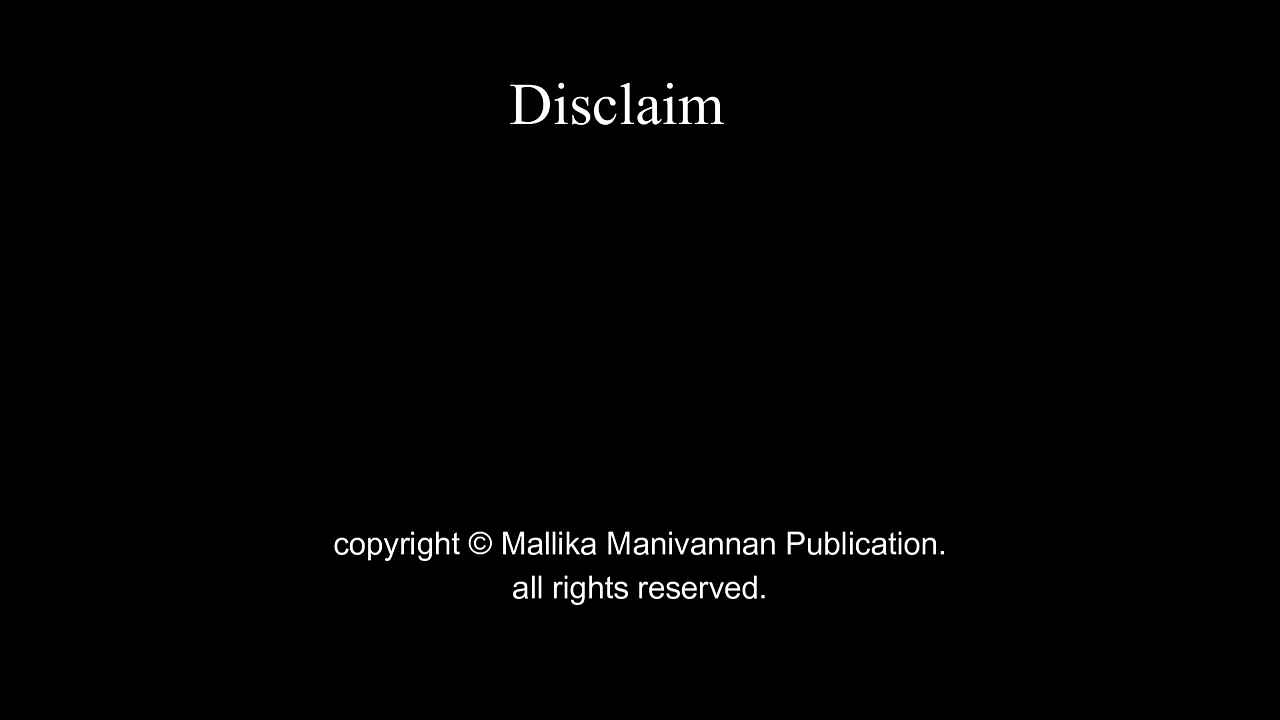 Disclaim
copyright © Mallika Manivannan Publication.
all rights reserved.